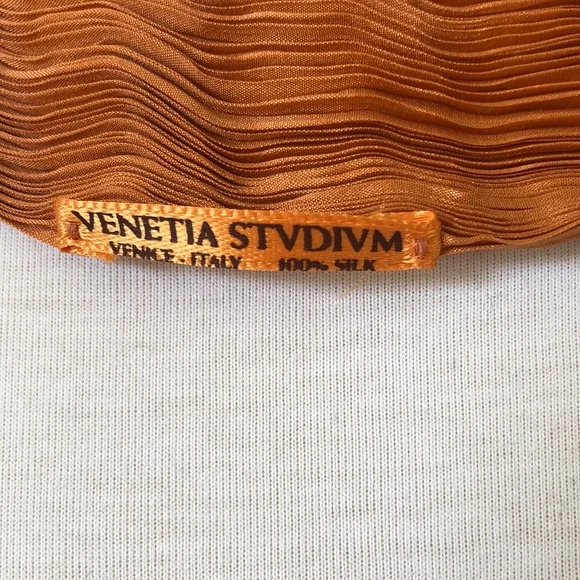 VENETIA STVDIVM
VENICE - ITALY 100% SILK